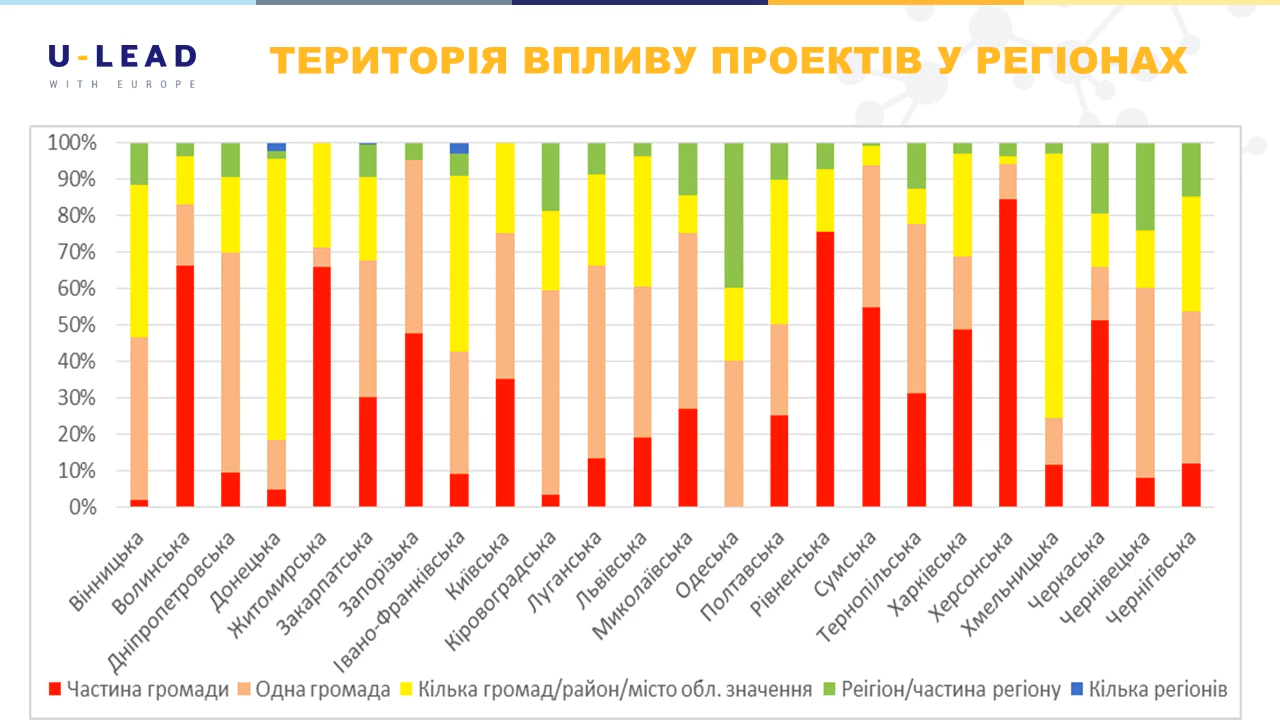 U-LEAD
WITH EUROPE
ТЕРИТОРІЯ ВПЛИВУ ПРОЕКТІВ У РЕГІОНАХ
100%
90%
80%
70%
60%
50%
40%
30%
20%
10%
0%
Вінницька
Волинська
Дніпропетровська
Донецька
Житомирська
Закарпатська
Запорізька
Івано-Франківська
Київська
Кіровоградська
Луганська
Львівська
Миколаївська
Одеська
Полтавська
Рівненська
Сумська
Тернопільська
Харківська
Херсонська
Хмельницька
Черкаська
Чернівецька
Чернігівська
Частина громади
Одна громада
Кілька громад/район/місто обл. значення
Реігіон/частина регіону
Кілька регіонів